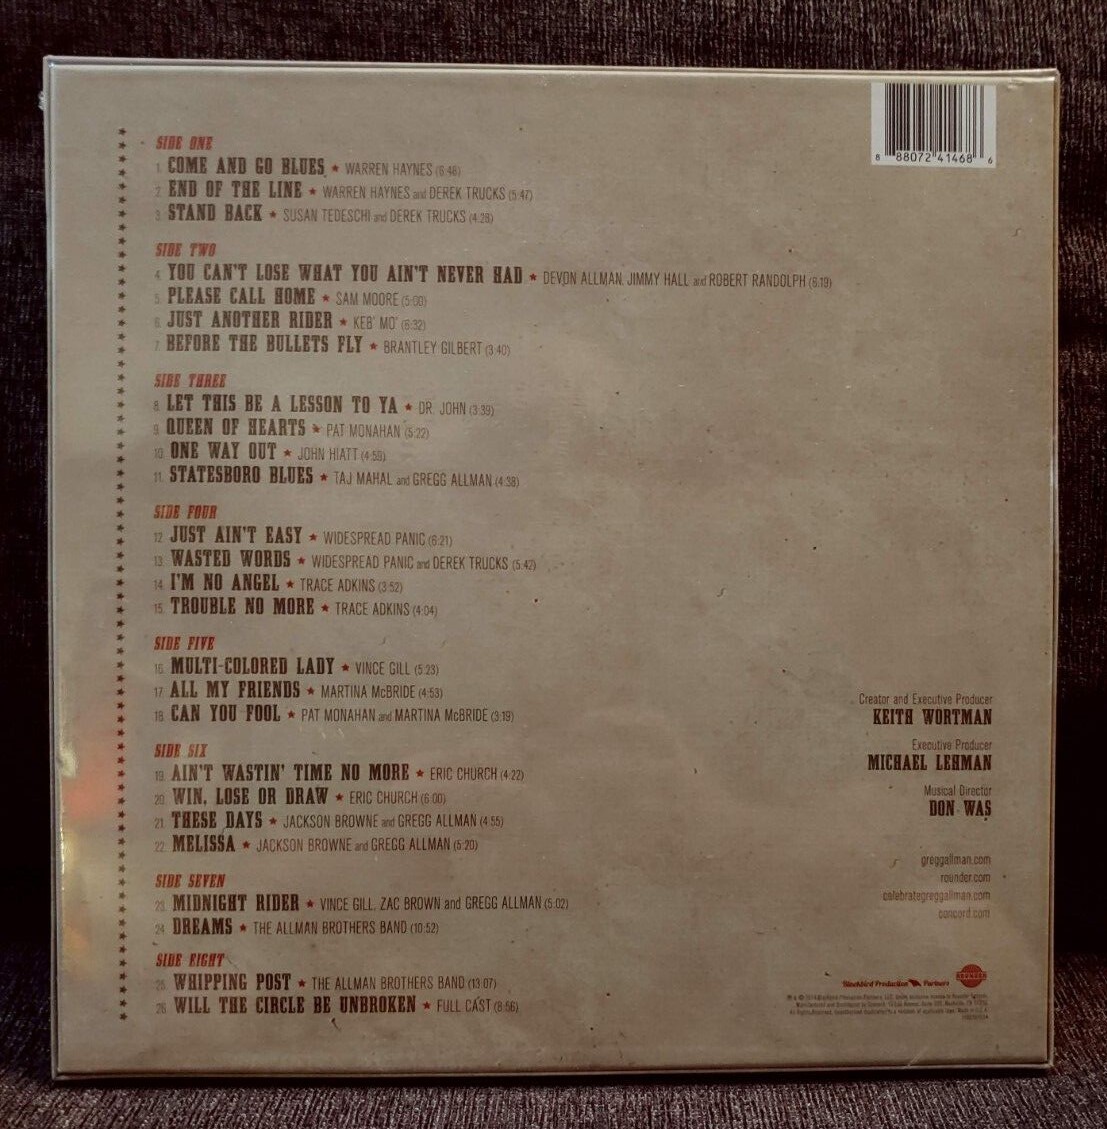 SIDE ONE
1. COME AND GO BLUES ★ WARREN HAYNES (6:48)
2. END OF THE LINE ★ WARREN HAYNES and DEREK TRUCKS (5:47)
3. STAND BACK ★ SUSAN TEDESCHI and DEREK TRUCKS (4:28)
SIDE TWO
4. YOU CAN'T LOSE WHAT YOU AIN'T NEVER HAD ★ DEVON ALLMAN, JIMMY HALL and ROBERT RANDOLPH (6:19)
5. PLEASE CALL HOME ★ SAM MOORE (5:00)
6. JUST ANOTHER RIDER ★ KEB' MO' (6:32)
7. BEFORE THE BULLETS FLY ★ BRANTLEY GILBERT (3:40)
SIDE THREE
8. LET THIS BE A LESSON TO YA ★ DR. JOHN (3:39)
9. QUEEN OF HEARTS ★ PAT MONAHAN (5:22)
10. ONE WAY OUT ★ JOHN HIATT (4:59)
11. STATESBORO BLUES ★ TAJ MAHAL and GREGG ALLMAN (4:38)
SIDE FOUR
12. JUST AIN'T EASY ★ WIDESPREAD PANIC (6:21)
13. WASTED WORDS ★ WIDESPREAD PANIC and DEREK TRUCKS (5:42)
14. I'M NO ANGEL ★ TRACE ADKINS (3:52)
15. TROUBLE NO MORE ★ TRACE ADKINS (4:04)
SIDE FIVE
16. MULTI-COLORED LADY ★ VINCE GILL (5:23)
17. ALL MY FRIENDS ★ MARTINA McBRIDE (4:53)
18. CAN YOU FOOL ★ PAT MONAHAN and MARTINA McBRIDE (3:19)
SIDE SIX
19. AIN'T WASTIN' TIME NO MORE ★ ERIC CHURCH (4:22)
20. WIN, LOSE OR DRAW ★ ERIC CHURCH (6:00)
21. THESE DAYS ★ JACKSON BROWNE and GREGG ALLMAN (4:55)
22. MELISSA ★ JACKSON BROWNE and GREGG ALLMAN (5:20)
SIDE SEVEN
23. MIDNIGHT RIDER ★ VINCE GILL, ZAC BROWN and GREGG ALLMAN (5:02)
24. DREAMS ★ THE ALLMAN BROTHERS BAND (10:52)
SIDE EIGHT
25. WHIPPING POST ★ THE ALLMAN BROTHERS BAND (13:07)
26. WILL THE CIRCLE BE UNBROKEN ★ FULL CAST (8:56)
8 88072 41468 6
Creator and Executive Producer
KEITH WORTMAN
Executive Producer
MICHAEL LEHMAN
Musical Director
DON WAS
greggallman.com
rounder.com
celebrategreggallman.com
concord.com
Blackbird Production Partners
ROUNDER